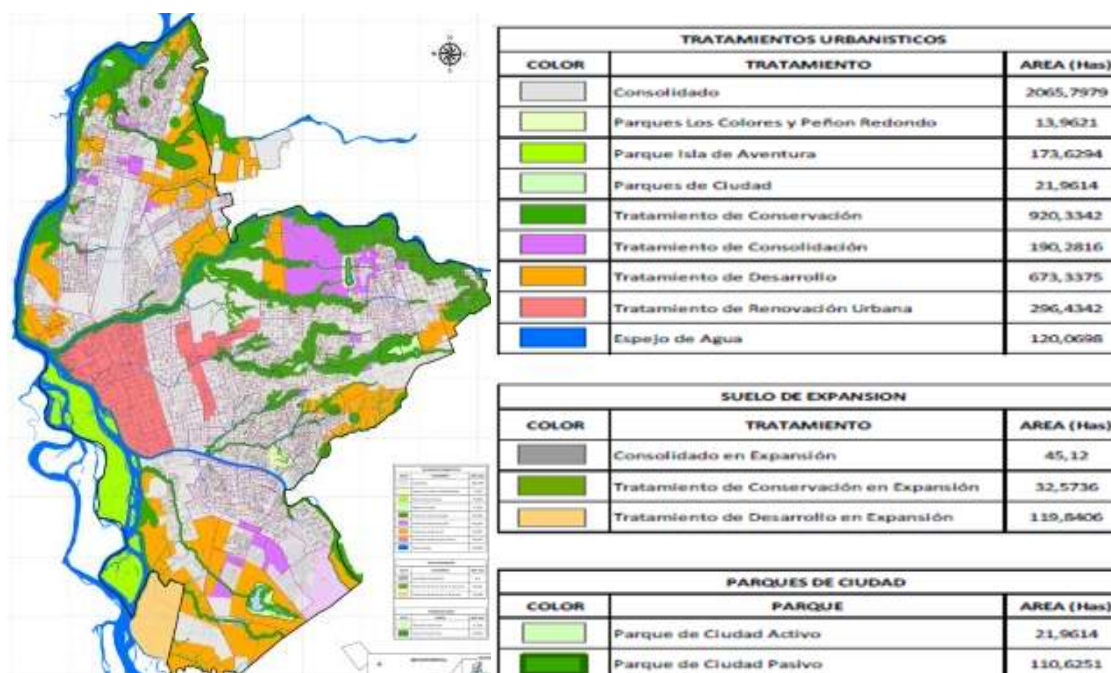 TRATAMIENTOS URBANISTICOS
COLOR TRATAMIENTO AREA (Has)
Consolidado 2065,7979
Parques Los Colores y Peñon Redondo 13,9621
Parque Isla de Aventura 173,6294
Parques de Ciudad 21,9614
Tratamiento de Conservación 920,3342
Tratamiento de Consolidación 190,2816
Tratamiento de Desarrollo 673,3375
Tratamiento de Renovación Urbana 296,4342
Espejo de Agua 120,0698
SUELO DE EXPANSION
COLOR TRATAMIENTO AREA (Has)
Consolidado en Expansión 45,12
Tratamiento de Conservación en Expansión 32,5736
Tratamiento de Desarrollo en Expansión 119,8406
PARQUES DE CIUDAD
COLOR PARQUE AREA (Has)
Parque de Ciudad Activo 21,9614
Parque de Ciudad Pasivo 110,6251